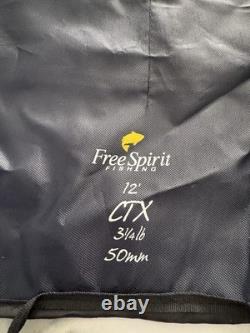 Free Spirit
FISHING
12'
CTX
3¼lb
50mm